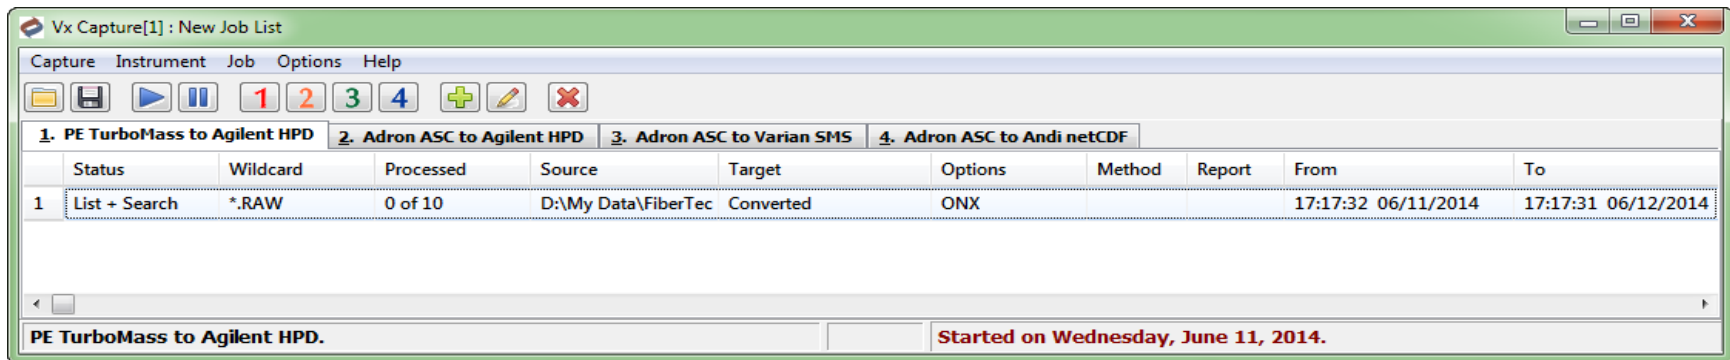 Vx Capture[1] : New Job List
Capture Instrument Job Options Help
1 2 3 4
1. PE TurboMass to Agilent HPD 2. Adron ASC to Agilent HPD 3. Adron ASC to Varian SMS 4. Adron ASC to Andi netCDF
Status Wildcard Processed Source Target Options Method Report From To
1 List + Search *.RAW 0 of 10 D:\My Data\FiberTec Converted ONX 17:17:32 06/11/2014 17:17:31 06/12/2014
PE TurboMass to Agilent HPD. Started on Wednesday, June 11, 2014.